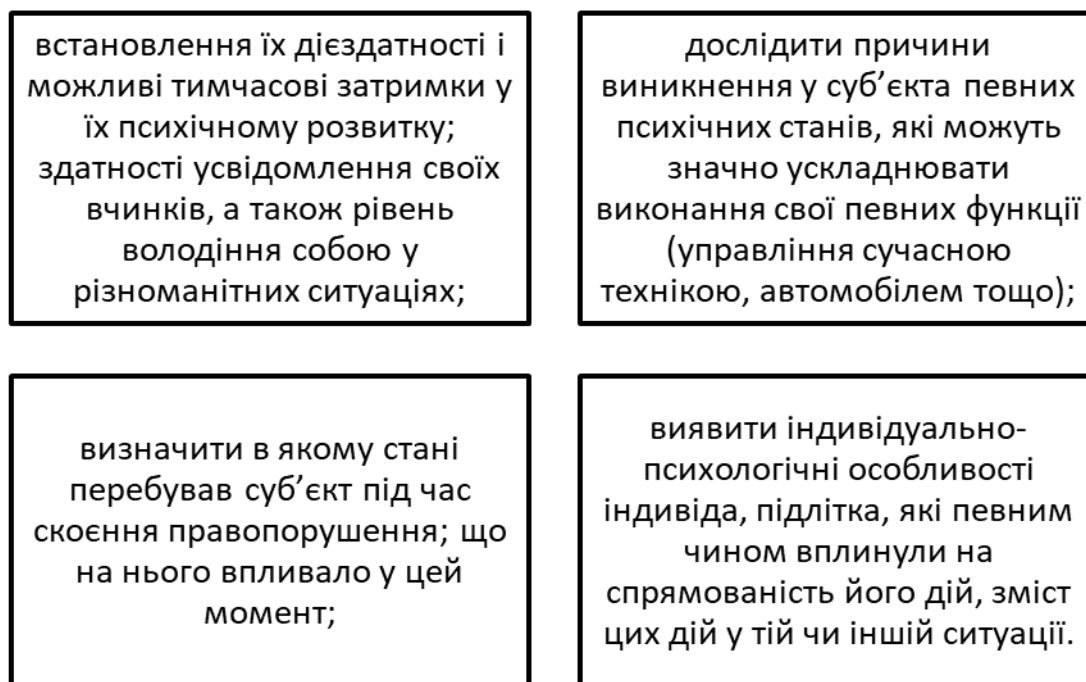 встановлення їх дієздатності і
можливі тимчасові затримки у
їх психічному розвитку;
здатності усвідомлення своїх
вчинків, а також рівень
володіння собою у
різноманітних ситуаціях;
дослідити причини
виникнення у суб’єкта певних
психічних станів, які можуть
значно ускладнювати
виконання свої певних функції
(управління сучасною
технікою, автомобілем тощо);
визначити в якому стані
перебував суб’єкт під час
скоєння правопорушення; що
на нього впливало у цей
момент;
виявити індивідуально-
психологічні особливості
індивіда, підлітка, які певним
чином вплинули на
спрямованість його дій, зміст
цих дій у тій чи іншій ситуації.